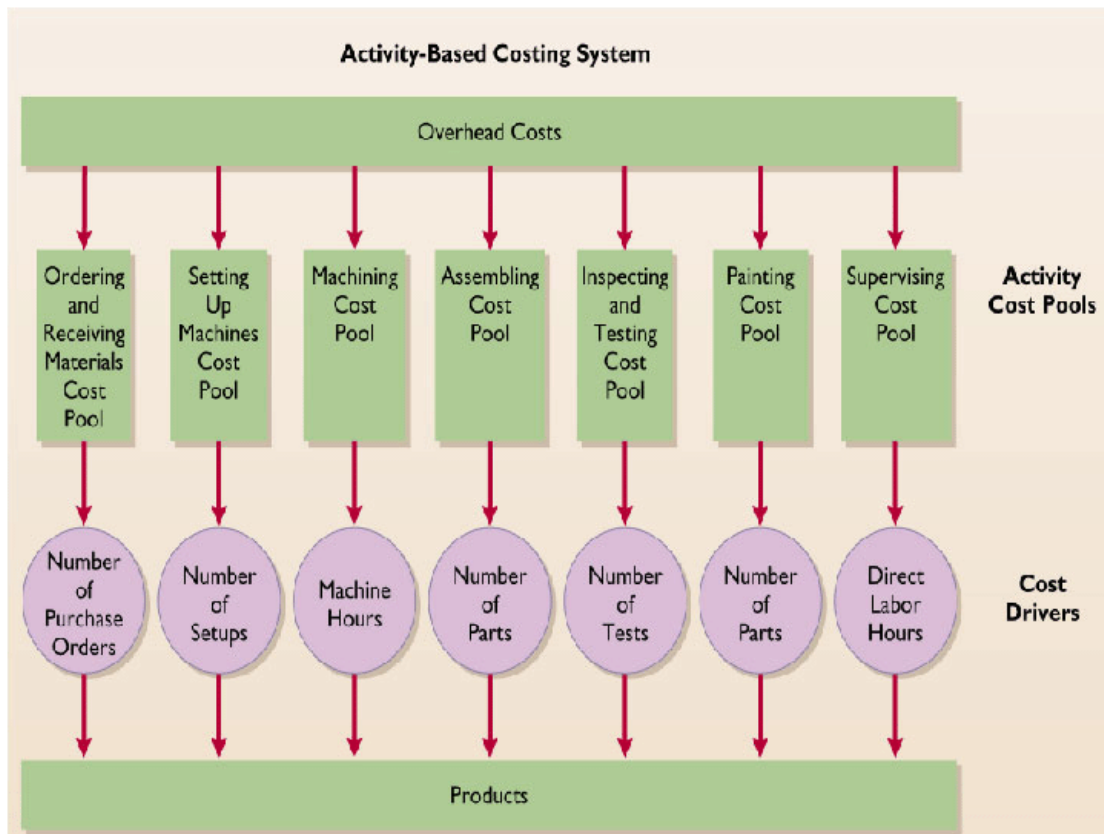 Activity-Based Costing System
Overhead Costs
Ordering
and
Receiving
Materials
Cost
Pool
Setting
Up
Machines
Cost
Pool
Machining
Cost
Pool
Assembling
Cost
Pool
Inspecting
and
Testing
Cost
Pool
Painting
Cost
Pool
Supervising
Cost
Pool
Activity
Cost Pools
Number
of
Purchase
Orders
Number
of
Setups
Machine
Hours
Number
of
Parts
Number
of
Tests
Number
of
Parts
Direct
Labor
Hours
Cost
Drivers
Products